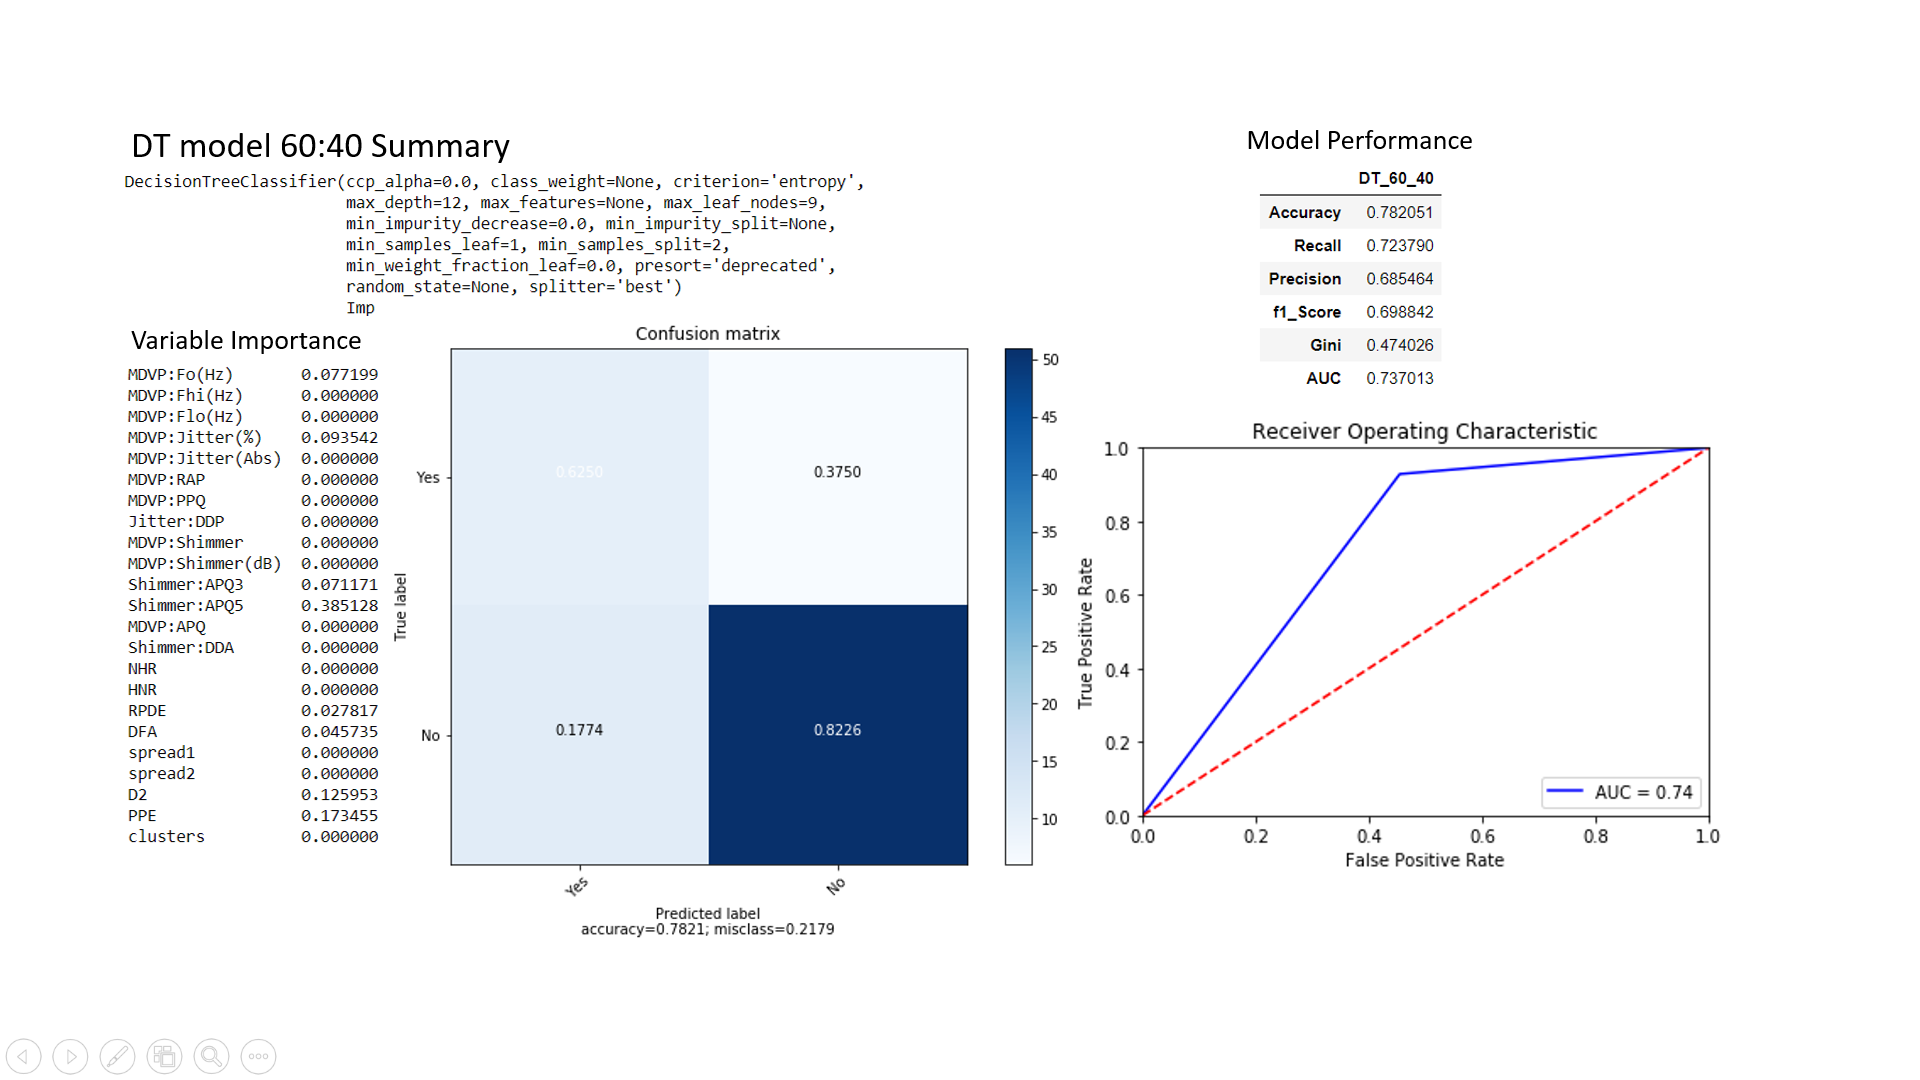 DT model 60:40 Summary
DecisionTreeClassifier(ccp_alpha=0.0, class_weight=None, criterion='entropy',
max_depth=12, max_features=None, max_leaf_nodes=9,
min_impurity_decrease=0.0, min_impurity_split=None,
min_samples_leaf=1, min_samples_split=2,
min_weight_fraction_leaf=0.0, presort='deprecated',
random_state=None, splitter='best')
Imp
Variable Importance
MDVP:Fo(Hz) 0.077199
MDVP:Fhi(Hz) 0.000000
MDVP:Flo(Hz) 0.000000
MDVP:Jitter(%) 0.093542
MDVP:Jitter(Abs) 0.000000
MDVP:RAP 0.000000
MDVP:PPQ 0.000000
Jitter:DDP 0.000000
MDVP:Shimmer 0.000000
MDVP:Shimmer(dB) 0.000000
Shimmer:APQ3 0.071171
Shimmer:APQ5 0.385128
MDVP:APQ 0.000000
Shimmer:DDA 0.000000
NHR 0.000000
HNR 0.000000
RPDE 0.027817
DFA 0.045735
spread1 0.000000
spread2 0.000000
D2 0.125953
PPE 0.173455
clusters 0.000000
Confusion matrix
True label
Yes
0.6250 0.3750
No
0.1774 0.8226
Yes No
Predicted label
accuracy=0.7821; misclass=0.2179
50
45
40
35
30
25
20
15
10
Model Performance
DT_60_40
Accuracy 0.782051
Recall 0.723790
Precision 0.685464
f1_Score 0.698842
Gini 0.474026
AUC 0.737013
Receiver Operating Characteristic
True Positive Rate
1.0
0.8
0.6
0.4
0.2
0.0
AUC = 0.74
0.0 0.2 0.4 0.6 0.8 1.0
False Positive Rate